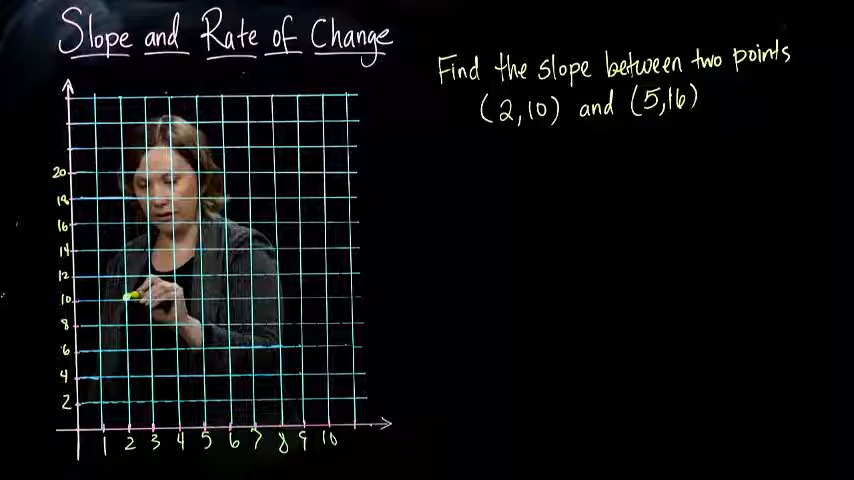 Slope and Rate of Change
Find the slope between two points
(2,10) and (5,16)
20
18
16
14
12
10
8
6
4
2
1 2 3 4 5 6 7 8 9 10